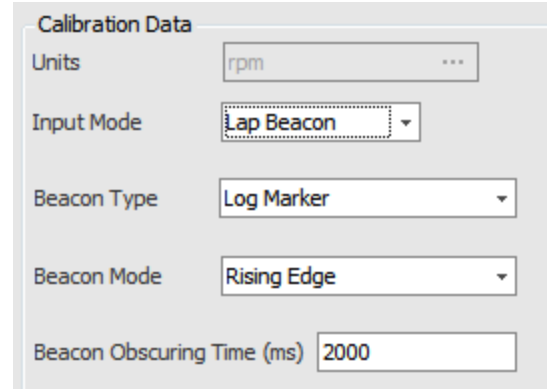 Calibration Data
Units rpm ...
Input Mode Lap Beacon
Beacon Type Log Marker
Beacon Mode Rising Edge
Beacon Obscuring Time (ms) 2000